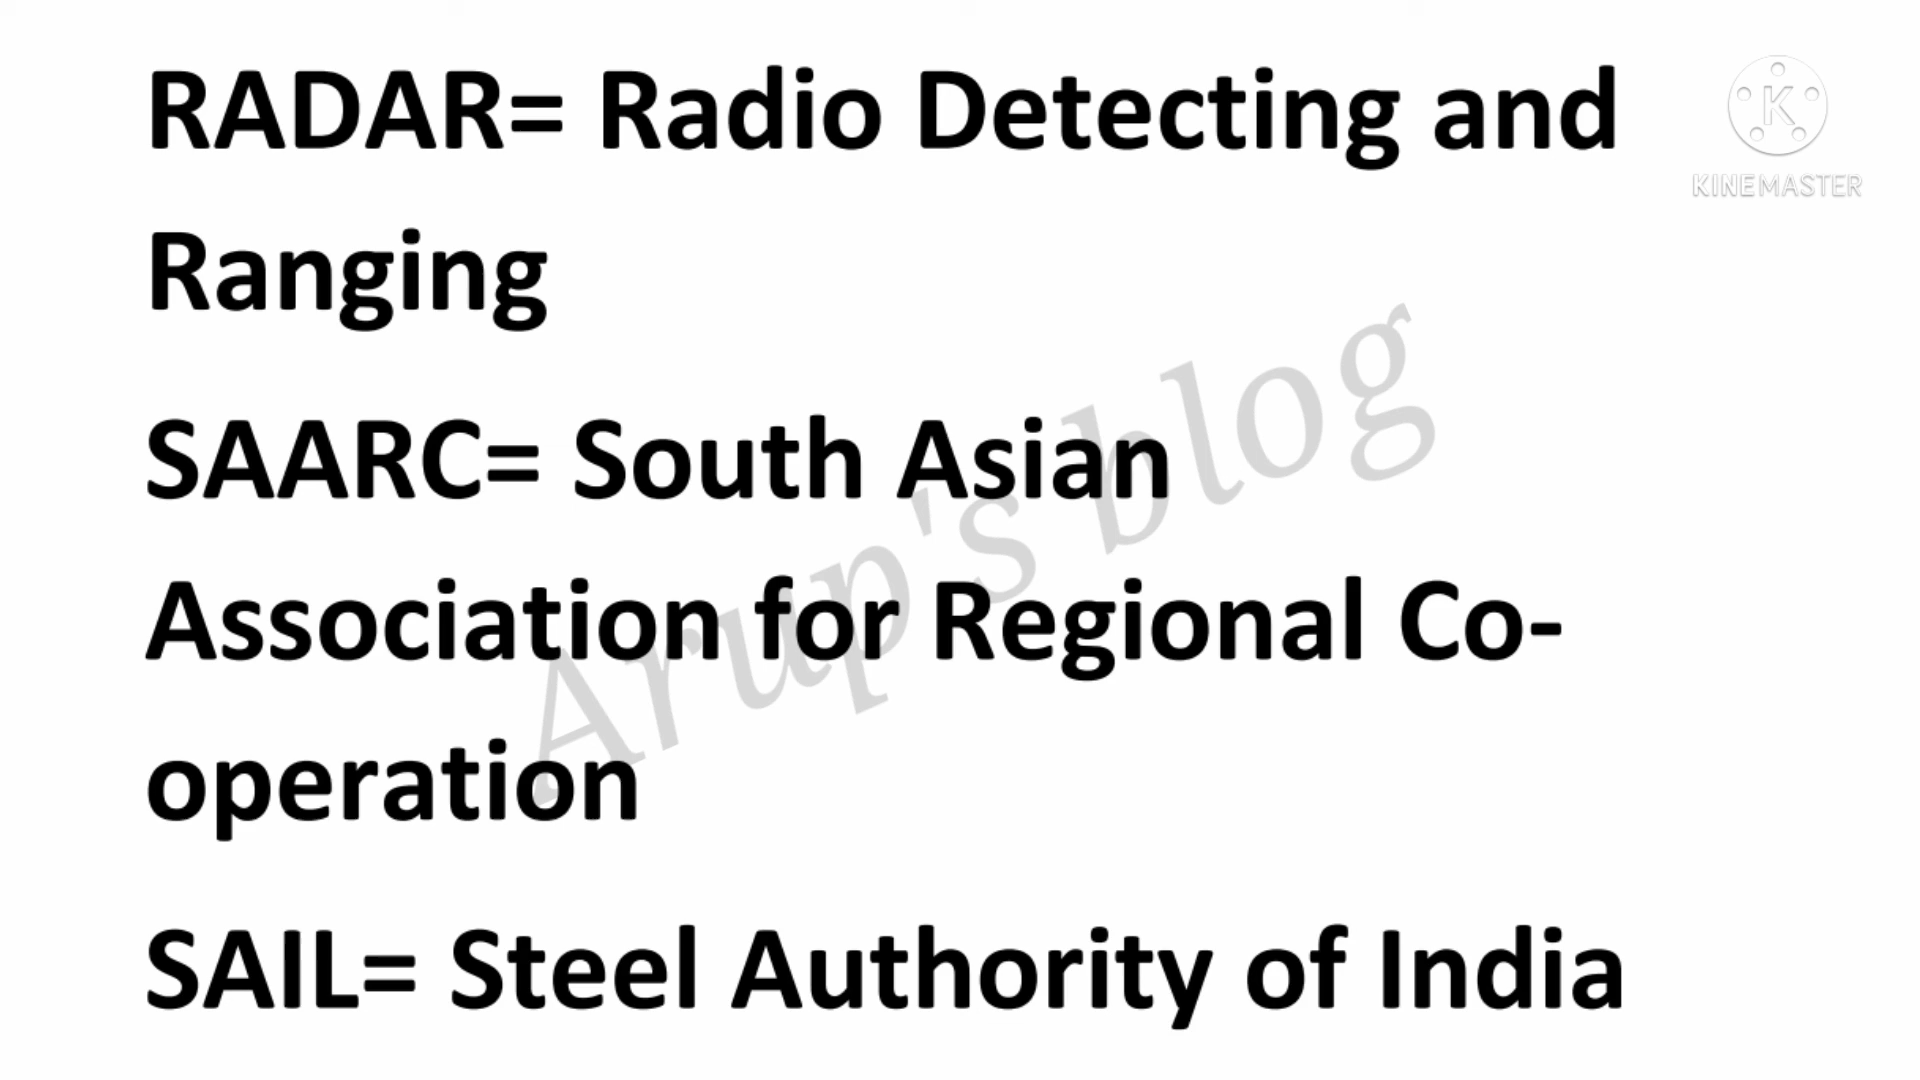 RADAR= Radio Detecting and
Ranging
SAARC= South Asian
Association for Regional Co-
operation
SAIL= Steel Authority of India
Arup's blog
K
KINEMASTER